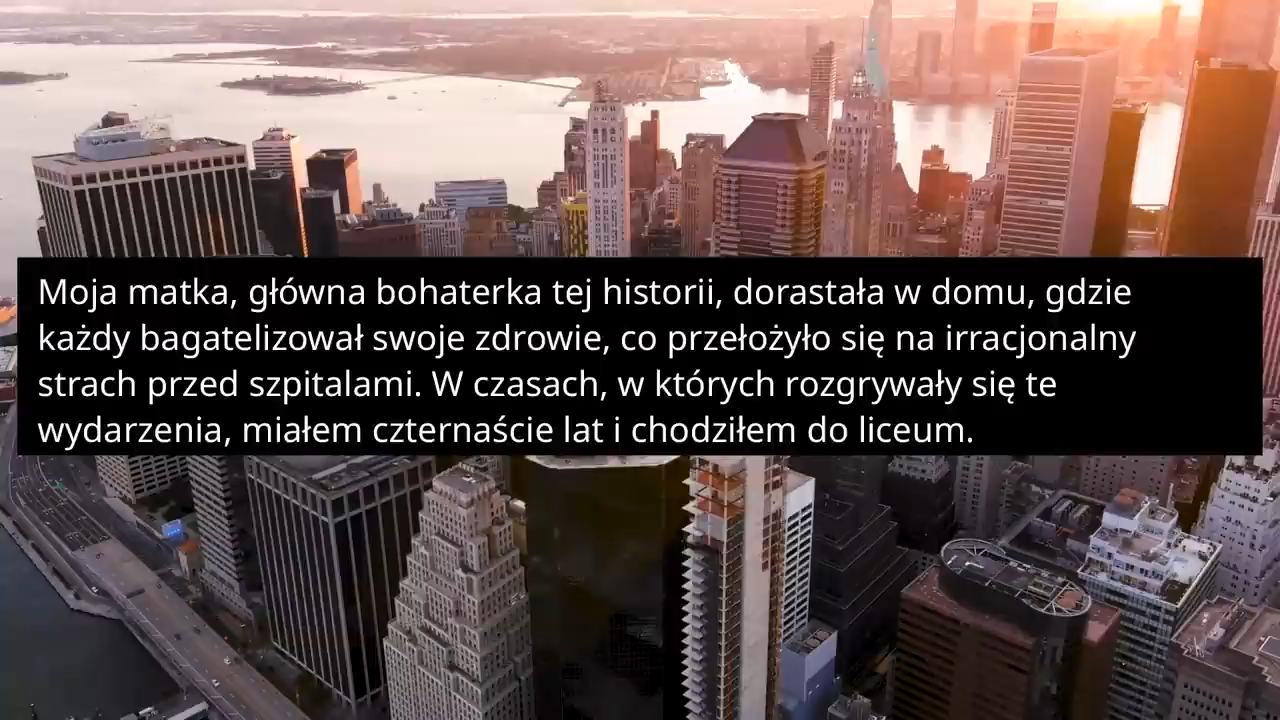 Moja matka, główna bohaterka tej historii, dorastała w domu, gdzie
każdy bagatelizował swoje zdrowie, co przełożyło się na irracjonalny
strach przed szpitalami. W czasach, w których rozgrywały się te
wydarzenia, miałem czternaście lat i chodziłem do liceum.